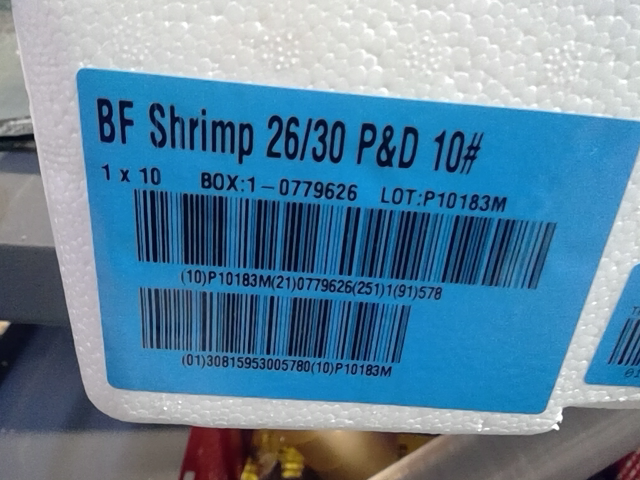 BF Shrimp 26/30 P&D 10#
1 x 10 BOX:1-0779626 LOT:P10183M
(10)P10183M(21)0779626(251)1(91)578
(01)30815953005780(10)P10183M